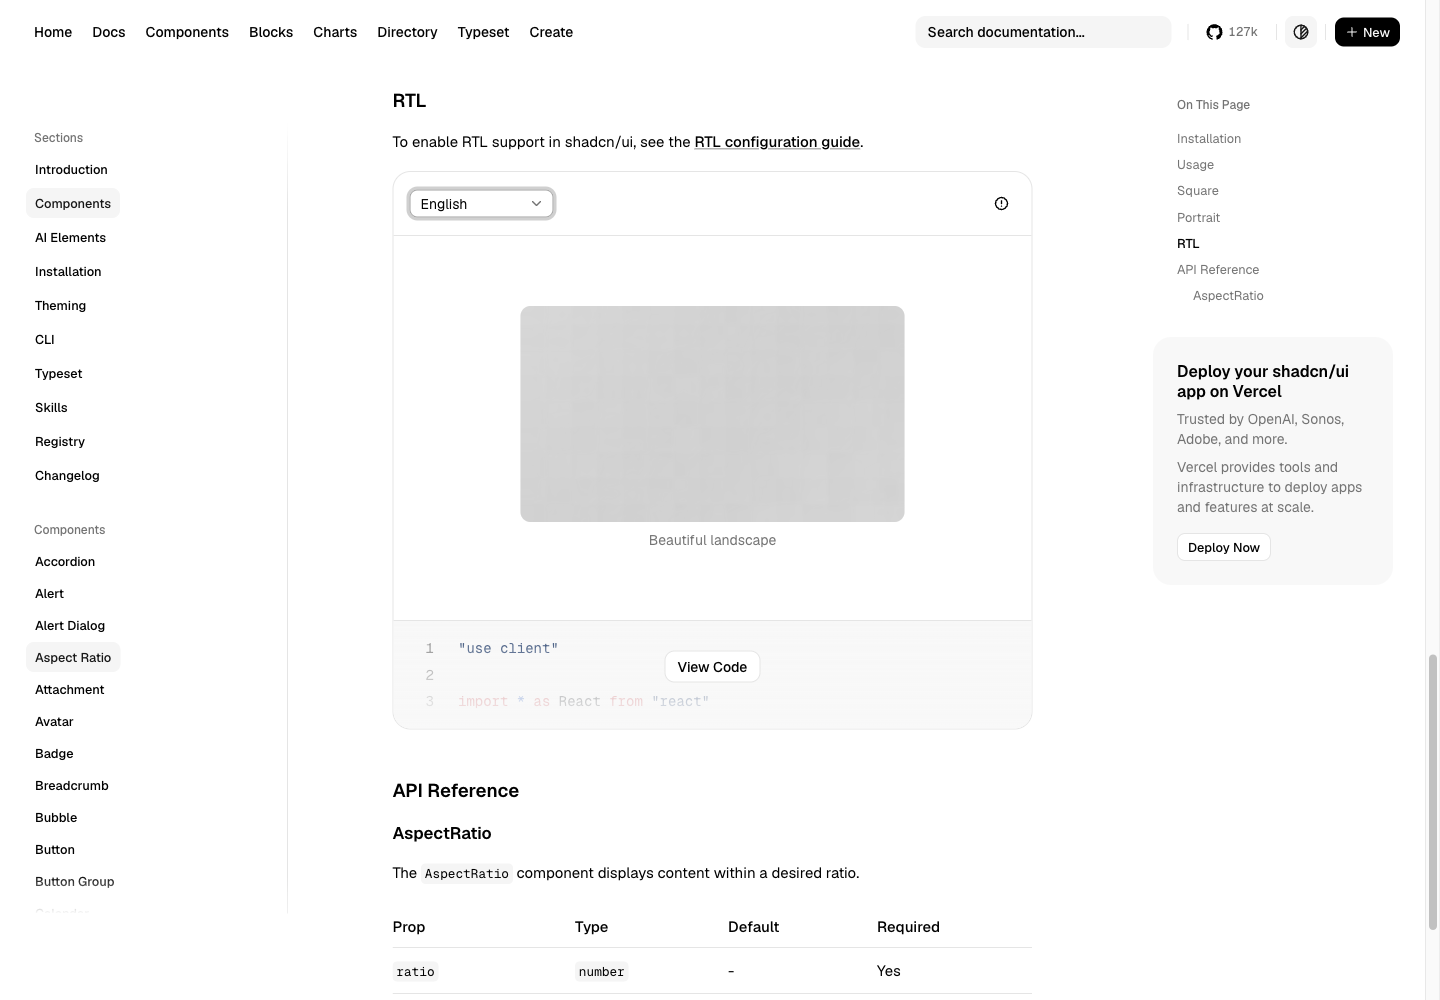 Home Docs Components Blocks Charts Directory Typeset Create Search documentation... 127k New
Sections
Introduction
Components
AI Elements
Installation
Theming
CLI
Typeset
Skills
Registry
Changelog
Components
Accordion
Alert
Alert Dialog
Aspect Ratio
Attachment
Avatar
Badge
Breadcrumb
Bubble
Button
Button Group
RTL
To enable RTL support in shadcn/ui, see the RTL configuration guide.
English
Beautiful landscape
1 "use client"
2
3 import * as React from "react"
View Code
API Reference
AspectRatio
The AspectRatio component displays content within a desired ratio.
Prop Type Default Required
ratio number - Yes
On This Page
Installation
Usage
Square
Portrait
RTL
API Reference
AspectRatio
Deploy your shadcn/ui
app on Vercel
Trusted by OpenAI, Sonos,
Adobe, and more.
Vercel provides tools and
infrastructure to deploy apps
and features at scale.
Deploy Now